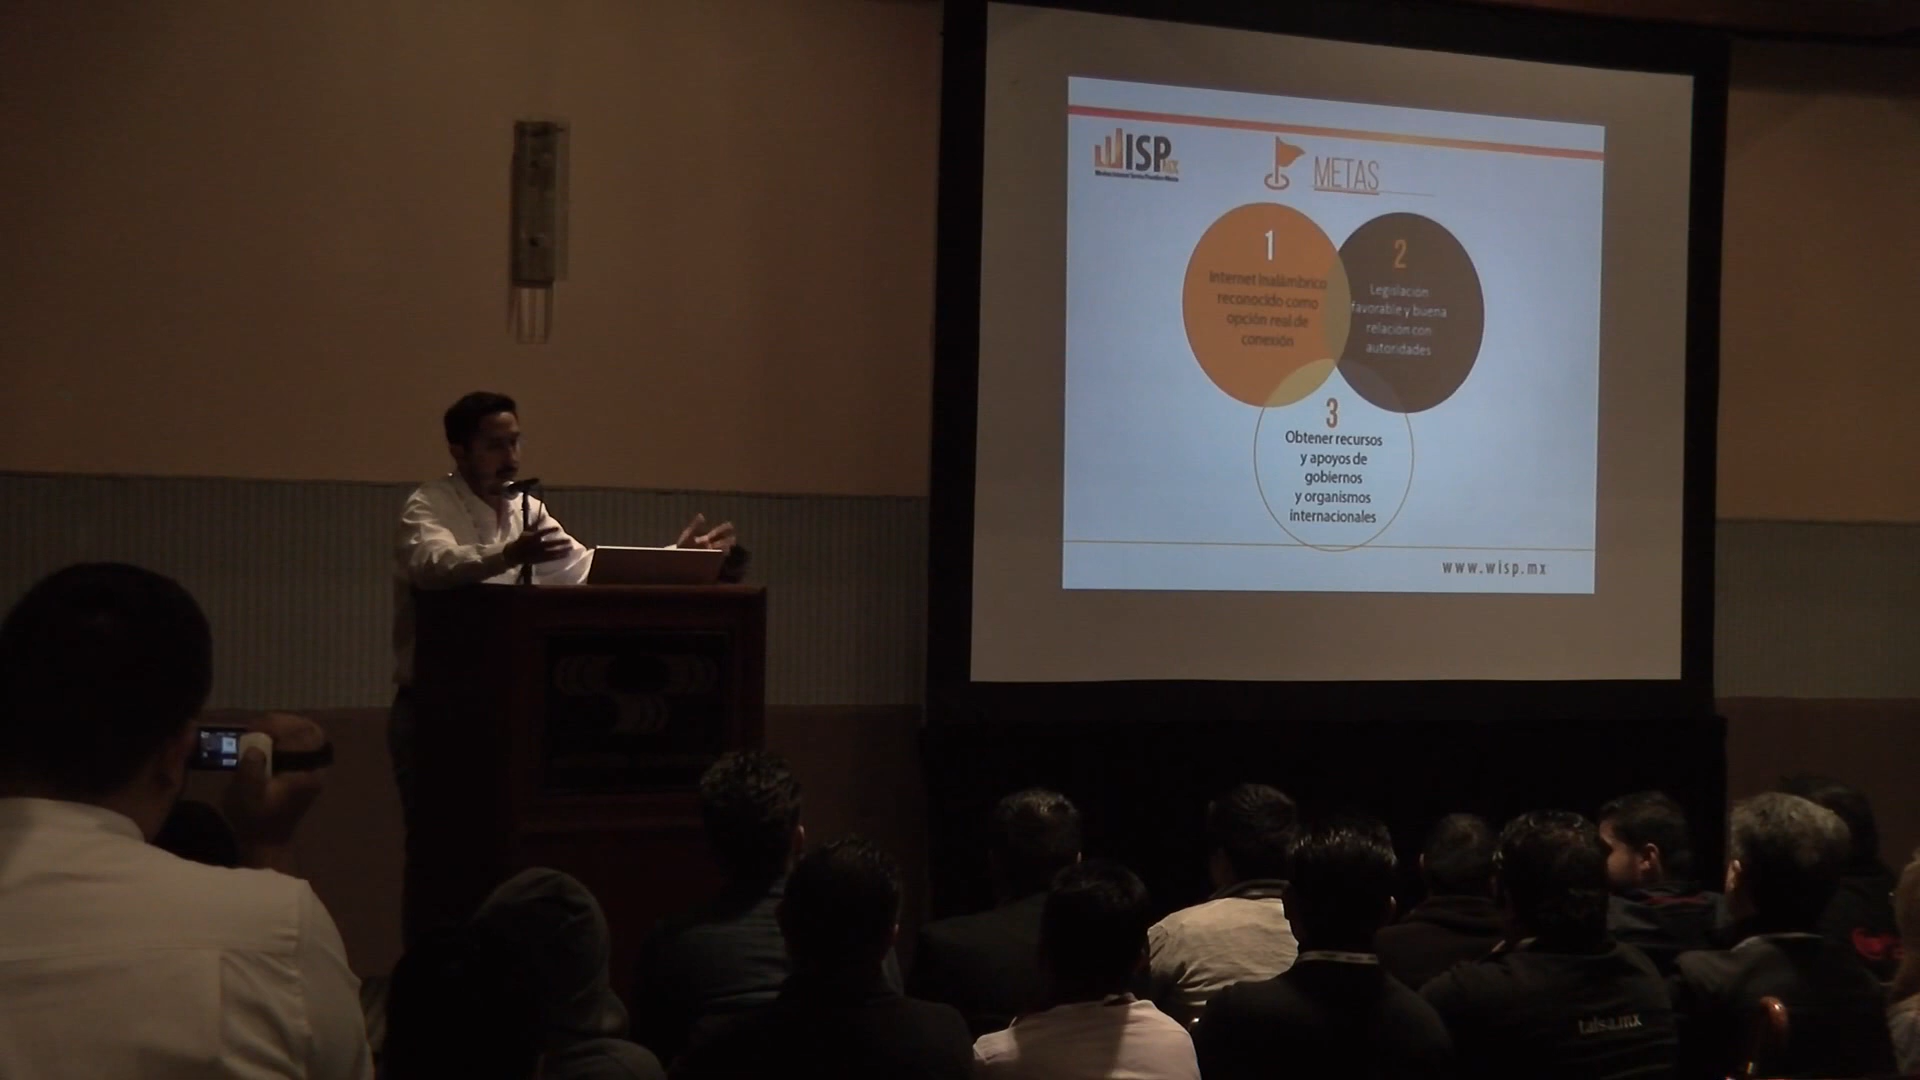 WISP
MX
METAS
1
Internet Inalámbrico
reconocido como
opción real de
conexión
2
Legislación
favorable y buena
relación con
autoridades
3
Obtener recursos
y apoyos de
gobiernos
y organismos
internacionales
www.wisp.mx
talsa.mx